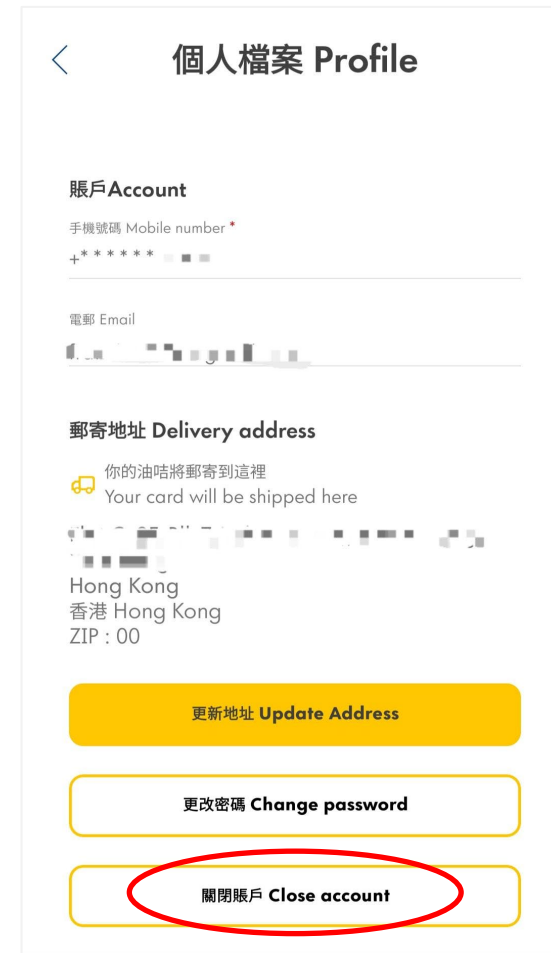 個人檔案 Profile
賬戶Account
手機號碼 Mobile number *
+* * * * * *
電郵 Email
郵寄地址 Delivery address
你的油咭將郵寄到這裡
Your card will be shipped here
Hong Kong
香港 Hong Kong
ZIP : 00
更新地址 Update Address
更改密碼 Change password
關閉賬戶 Close account